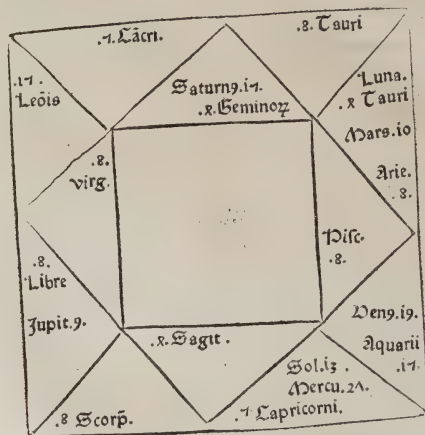 .7. Cācri.
.8. Tauri
.17.
Leōis
Saturn9.17.
.8. Geminoꝝ
Luna.
.8 Tauri
Mars.10
Arie.
.8.
.8.
virg.
Pisc.
.8.
.8.
Libre
Jupit.9.
Ven9.19.
Aquarii
.17.
.8. Sagit.
Sol.13
Mercu.21.
.7. Capricorni.
.8 Scorp̄.